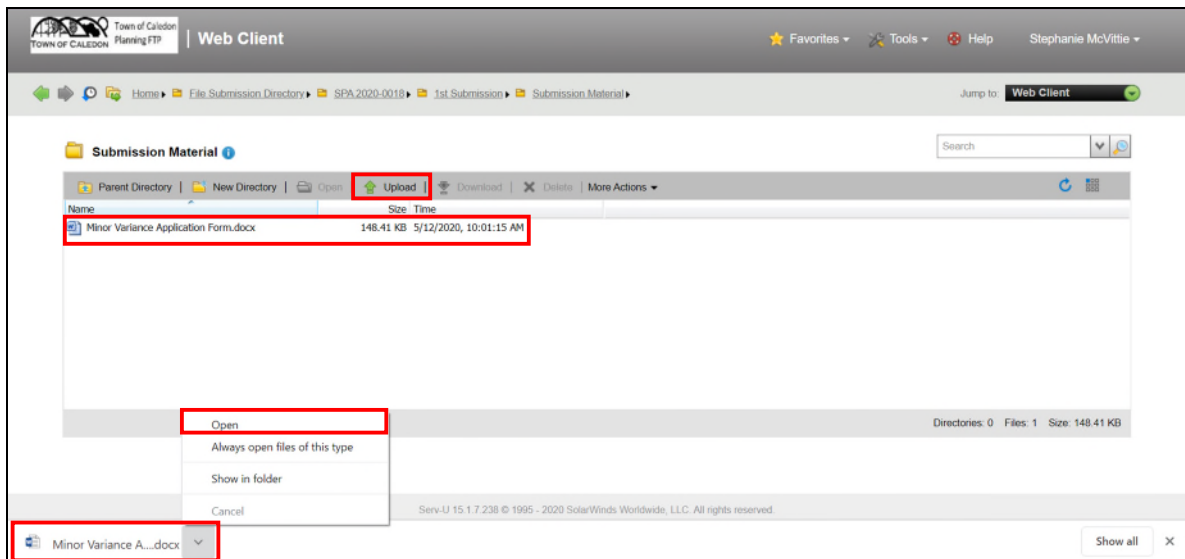 TOWN OF CALEDON
Town of Caledon
Planning FTP
Web Client
Favorites
Tools
Help
Stephanie McVittie
Home
File Submission Directory
SPA 2020-0018
1st Submission
Submission Material
Jump to:
Web Client
Submission Material
Search
Parent Directory | New Directory | Open | Upload | Download | Delete | More Actions
Name Size Time
Minor Variance Application Form.docx 148.41 KB 5/12/2020, 10:01:15 AM
Directories: 0 Files: 1 Size: 148.41 KB
Open
Always open files of this type
Show in folder
Cancel
Serv-U 15.1.7.238 © 1995 - 2020 SolarWinds Worldwide, LLC. All rights reserved.
Minor Variance A....docx
Show all